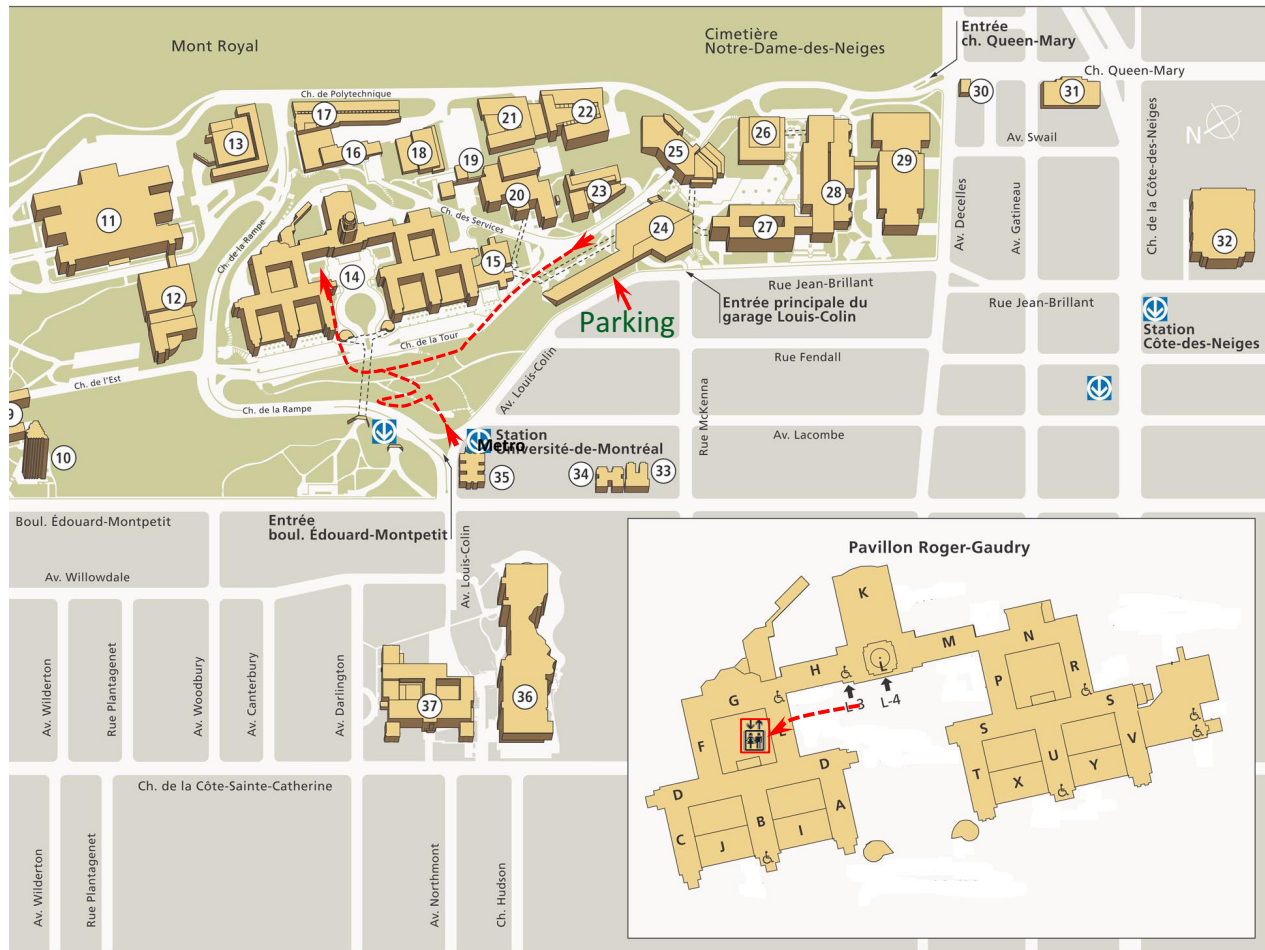 Mont Royal
Cimetière
Notre-Dame-des-Neiges
Entrée
ch. Queen-Mary
Ch. Queen-Mary
Ch. de Polytechnique
17
21
22
30
31
13
16
18
19
20
23
25
26
28
29
Av. Swail
N
11
12
Ch. de la Rampe
14
15
Ch. des Services
24
27
Av. Decelles
Av. Gatineau
Ch. de la Côte-des-Neiges
32
Rue Jean-Brillant
Rue Jean-Brillant
Entrée principale du
garage Louis-Colin
Parking
Station
Côte-des-Neiges
Ch. de la Tour
Rue Fendall
Av. Louis-Colin
Rue McKenna
Ch. de l'Est
Ch. de la Rampe
9
10
Station
Metro
Université-de-Montréal
Av. Lacombe
35
34
33
Boul. Édouard-Montpetit
Entrée
boul. Édouard-Montpetit
Av. Willowdale
Av. Louis-Colin
Av. Wilderton
Rue Plantagenet
Av. Woodbury
Av. Canterbury
Av. Darlington
37
36
Ch. de la Côte-Sainte-Catherine
Av. Wilderton
Rue Plantagenet
Av. Northmont
Ch. Hudson
Pavillon Roger-Gaudry
K
H
L
M
N
P
R
G
L-3
L-4
F
E
D
S
S
D
C
J
B
I
A
T
X
U
Y
V